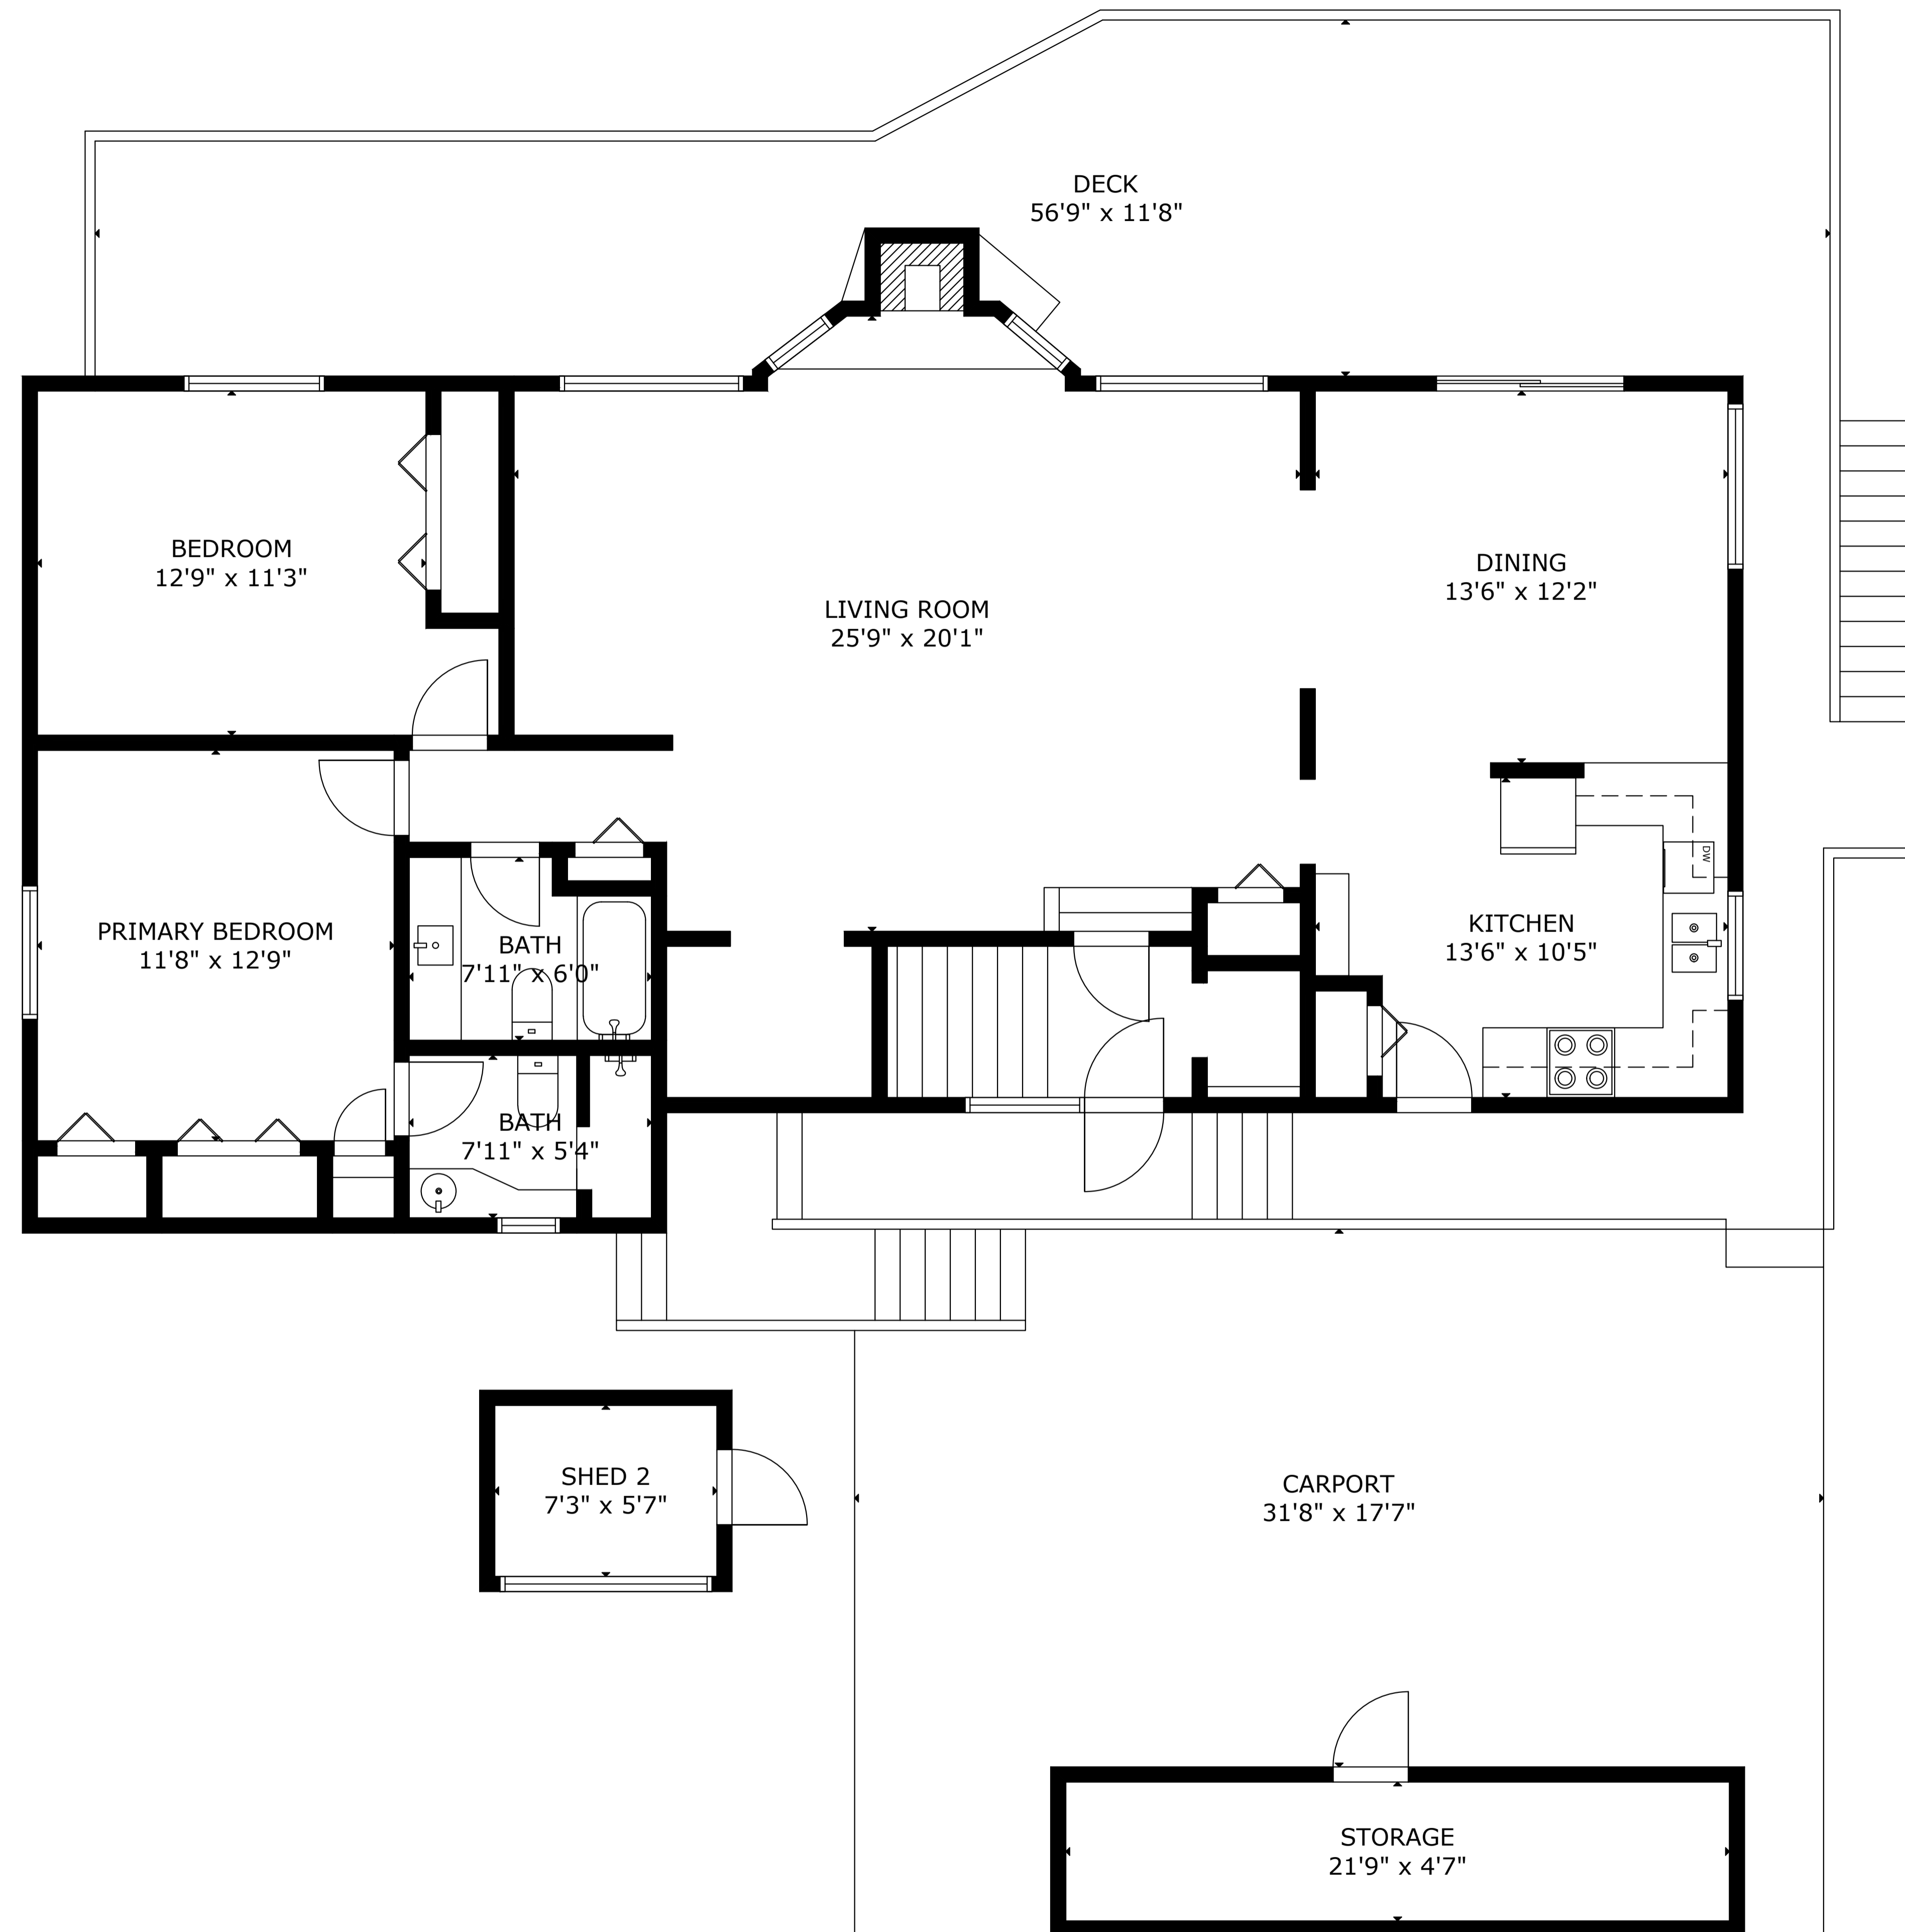 DECK
56'9" x 11'8"
BEDROOM
12'9" x 11'3"
LIVING ROOM
25'9" x 20'1"
DINING
13'6" x 12'2"
DW
PRIMARY BEDROOM
11'8" x 12'9"
BATH
7'11" x 6'0"
KITCHEN
13'6" x 10'5"
BATH
7'11" x 5'4"
SHED 2
7'3" x 5'7"
CARPORT
31'8" x 17'7"
STORAGE
21'9" x 4'7"